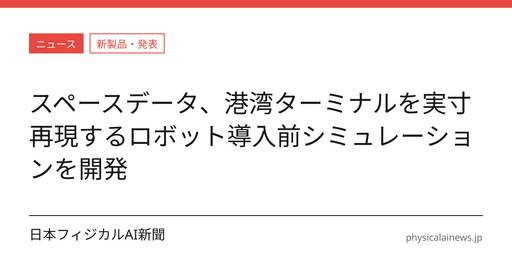 ニュース 新製品・発表
スペースデータ、港湾ターミナルを実寸
再現するロボット導入前シミュレーショ
ンを開発
日本フィジカルAI新聞 physicalainews.jp